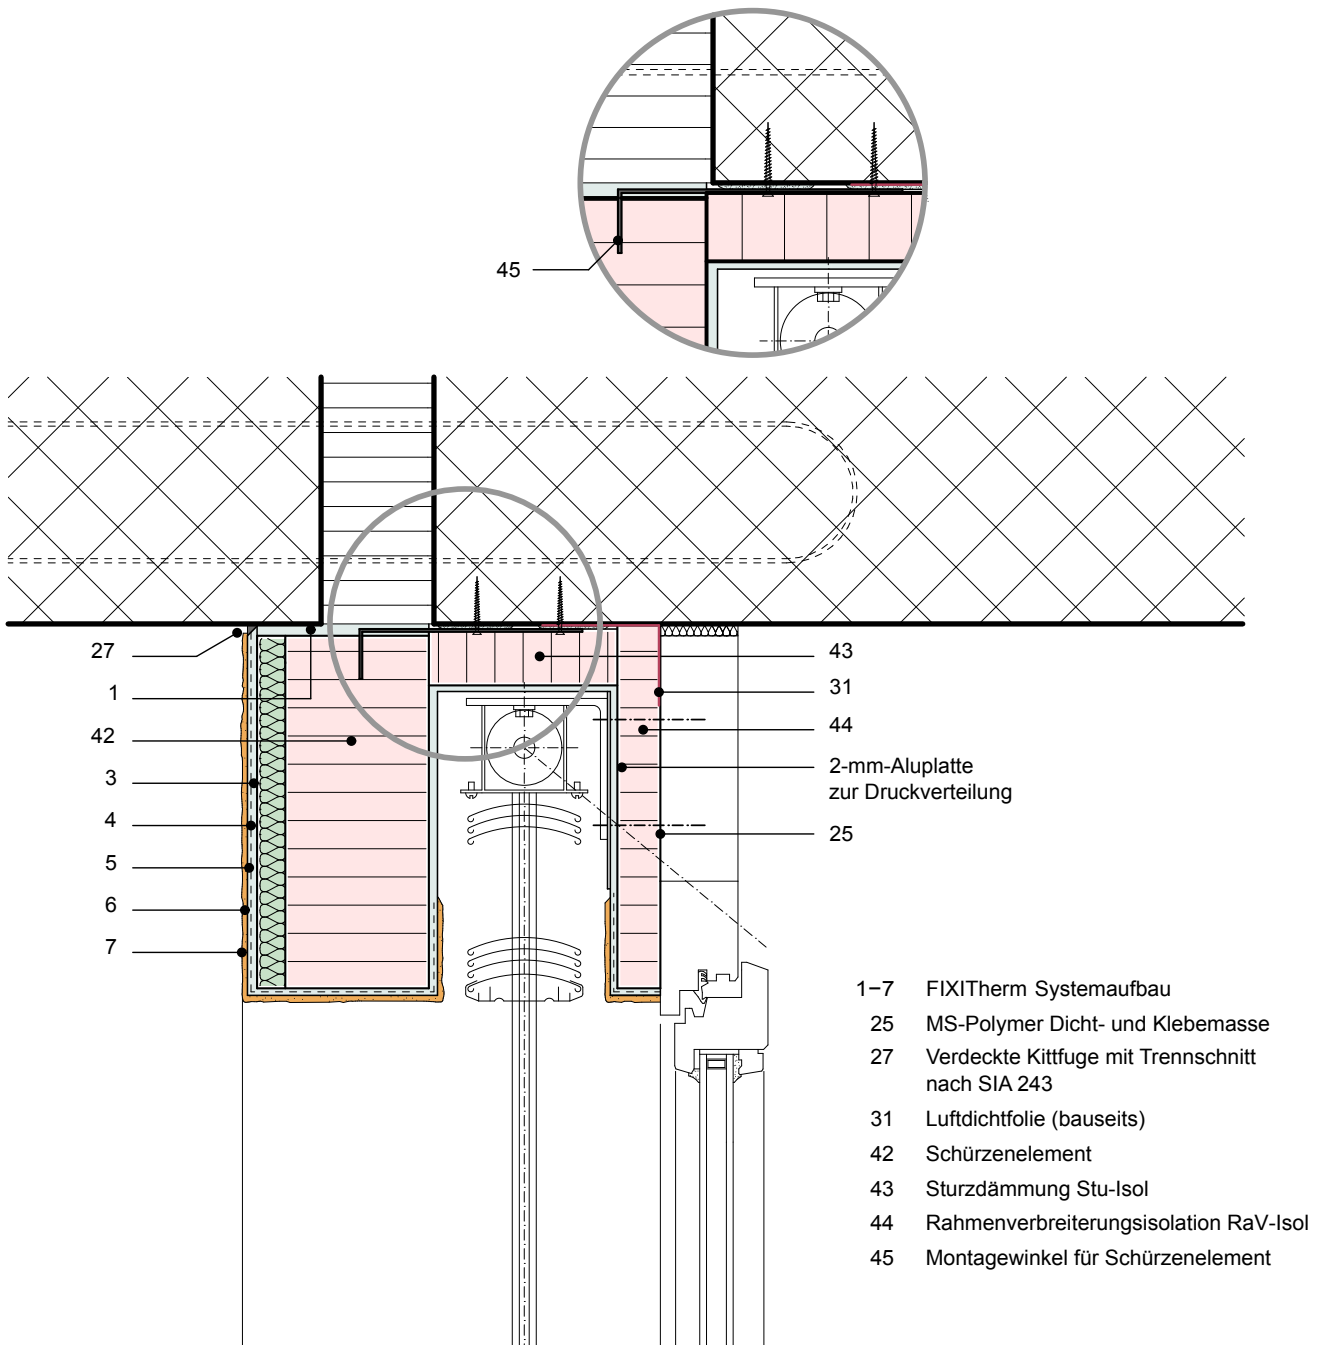 45
27
1
42
3
4
5
6
7
43
31
44
2-mm-Aluplatte
zur Druckverteilung
25
1–7 FIXITherm Systemaufbau
25 MS-Polymer Dicht- und Klebemasse
27 Verdeckte Kittfuge mit Trennschnitt
nach SIA 243
31 Luftdichtfolie (bauseits)
42 Schürzenelement
43 Sturzdämmung Stu-Isol
44 Rahmenverbreiterungsisolation RaV-Isol
45 Montagewinkel für Schürzenelement